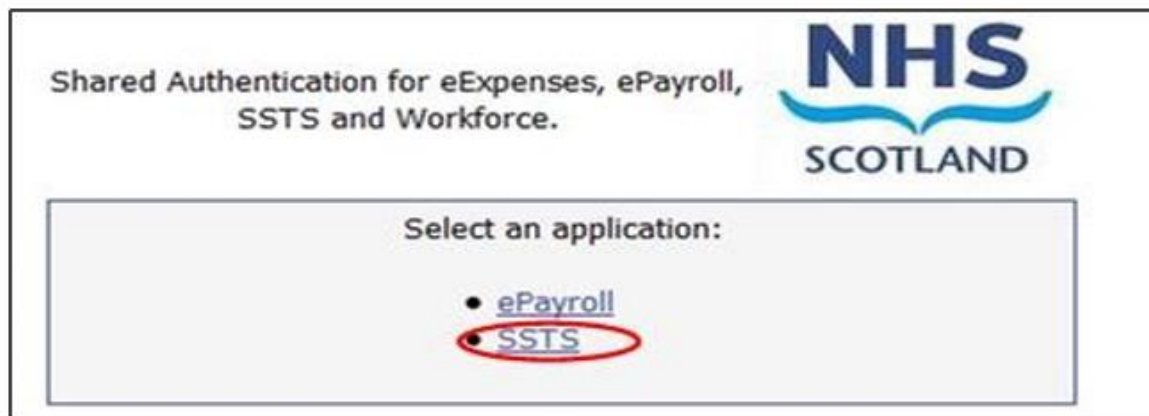 Shared Authentication for eExpenses, ePayroll,
SSTS and Workforce.
NHS
SCOTLAND
Select an application:
• ePayroll
• SSTS